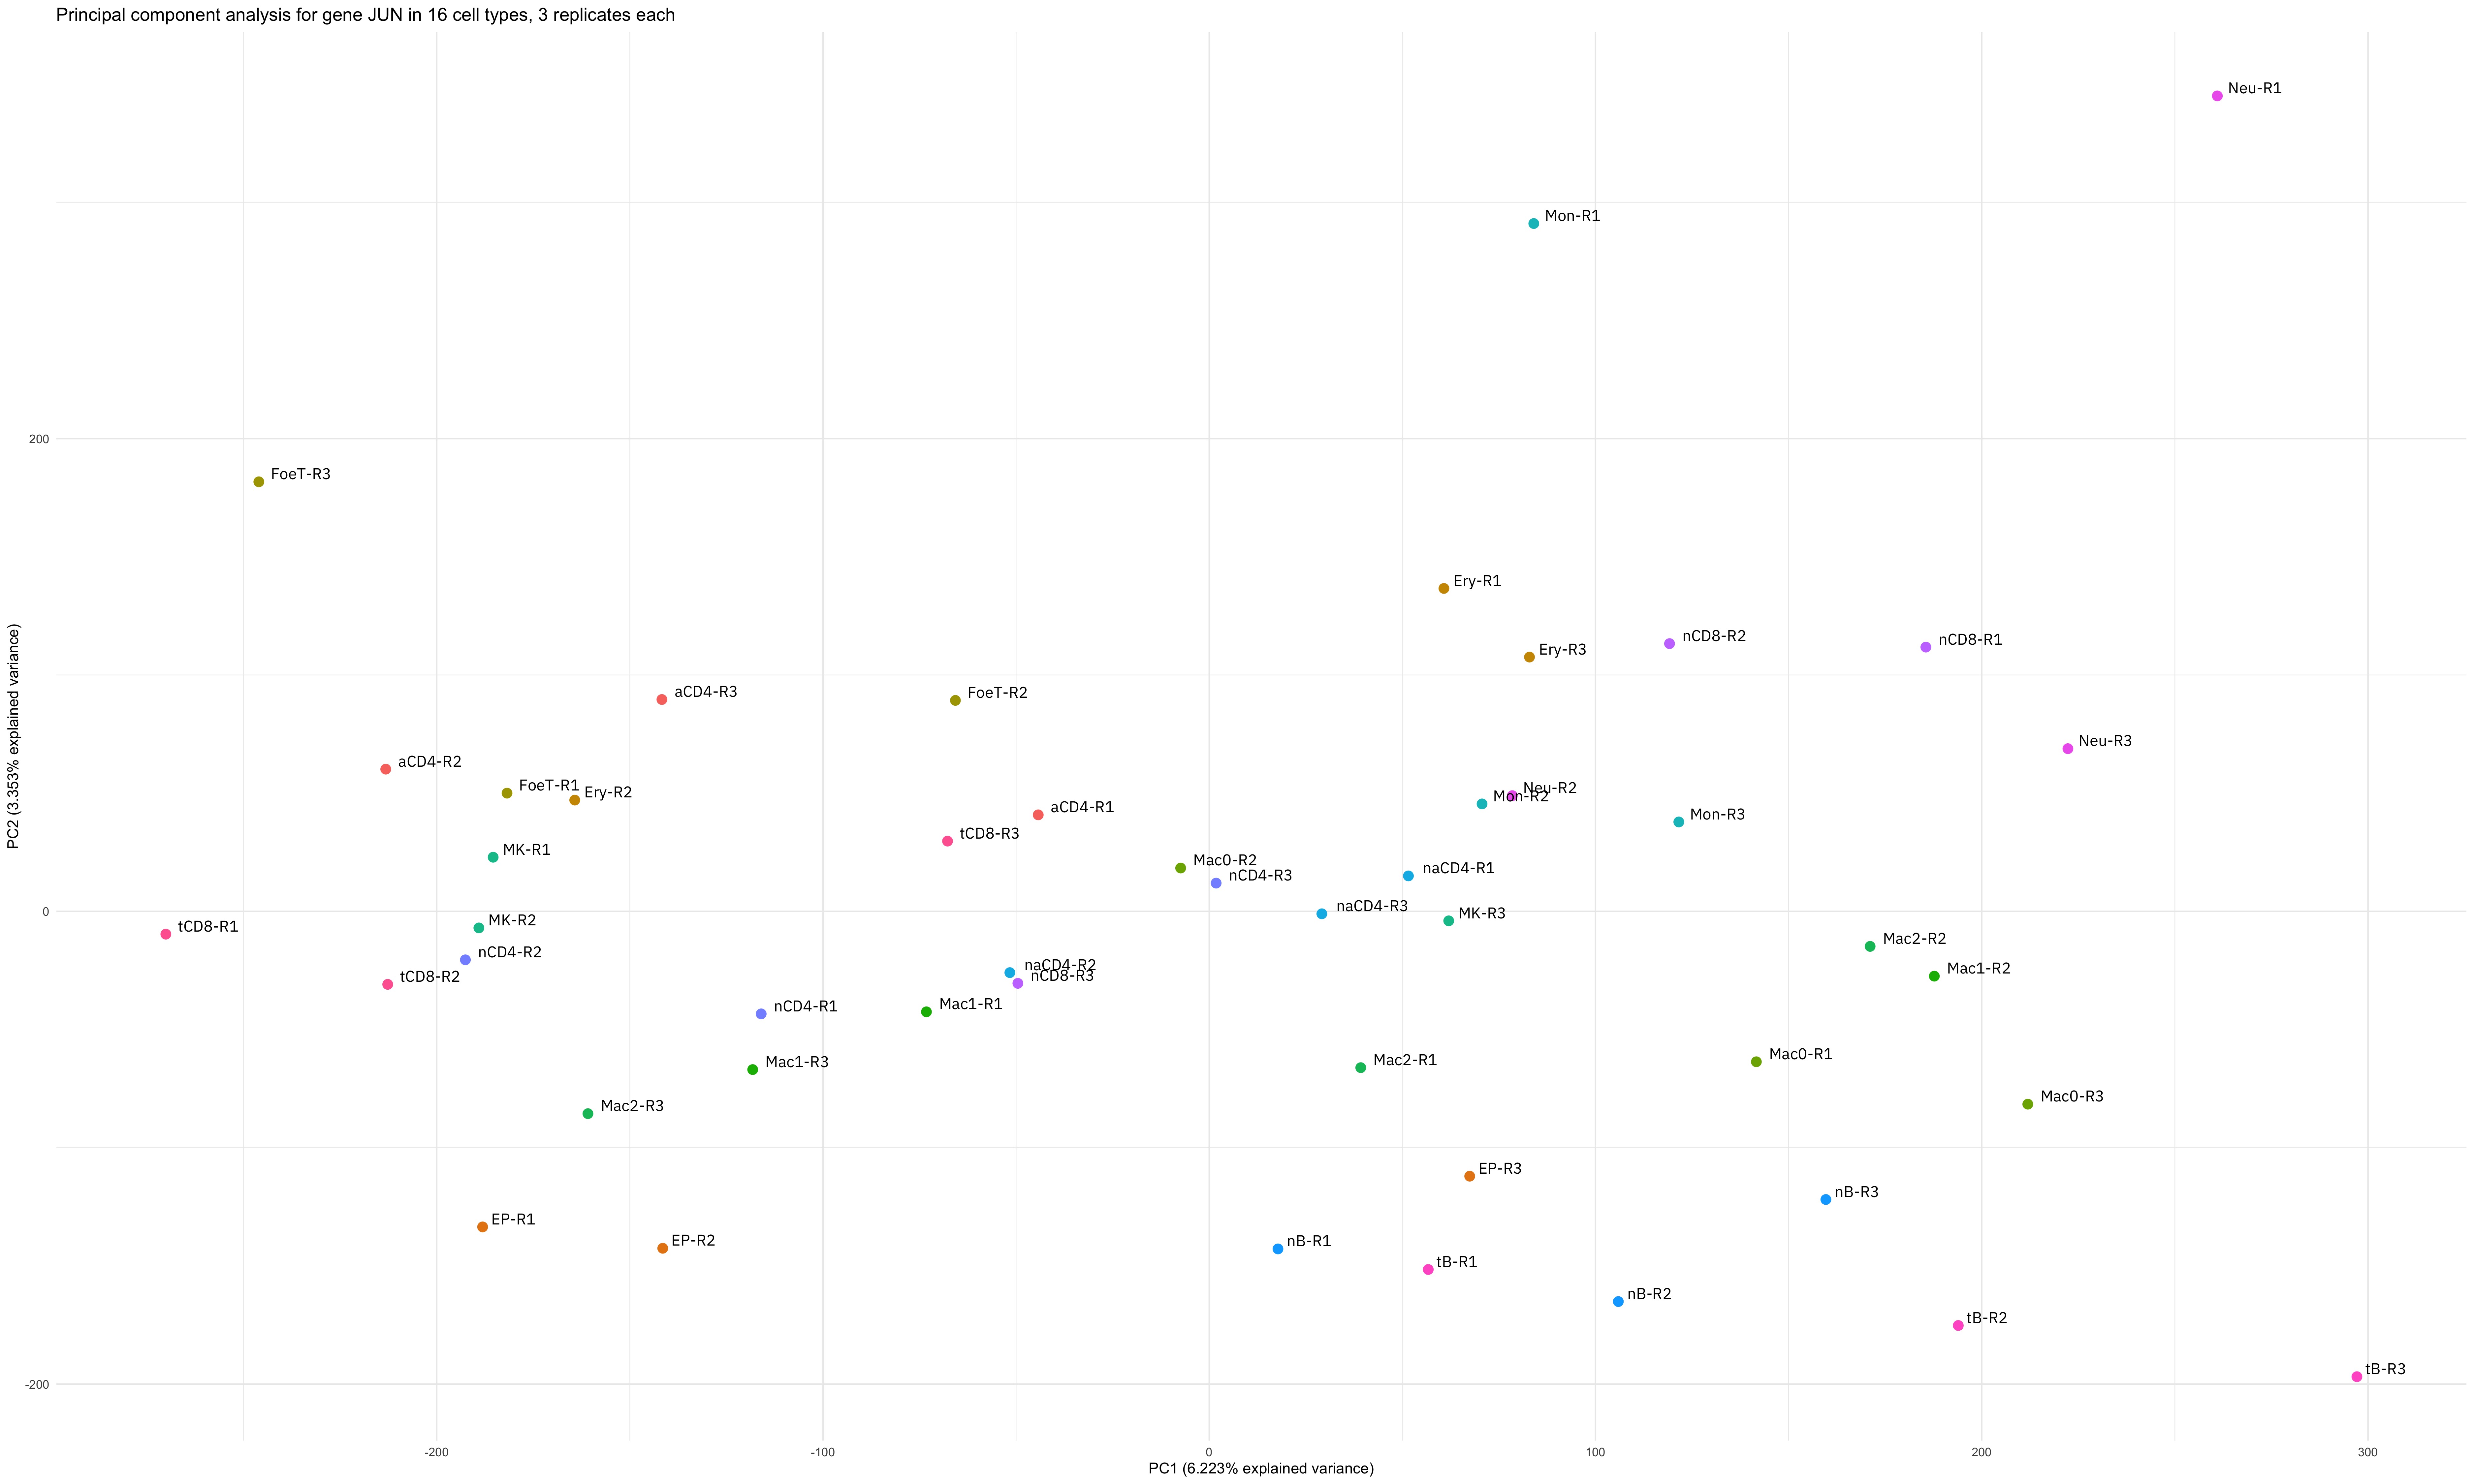 Principal component analysis for gene JUN in 16 cell types, 3 replicates each
Neu-R1
Mon-R1
200
FoeT-R3
Ery-R1
nCD8-R2
nCD8-R1
Ery-R3
aCD4-R3
FoeT-R2
Neu-R3
aCD4-R2
FoeT-R1
Ery-R2
Neu-R2
Mon-R2
aCD4-R1
Mon-R3
tCD8-R3
MK-R1
Mac0-R2
nCD4-R3
naCD4-R1
0
naCD4-R3
MK-R3
tCD8-R1
MK-R2
nCD4-R2
tCD8-R2
naCD4-R2
nCD8-R3
Mac2-R2
Mac1-R2
nCD4-R1
Mac1-R1
Mac1-R3
Mac2-R1
Mac0-R1
Mac2-R3
Mac0-R3
EP-R3
nB-R3
EP-R1
EP-R2
nB-R1
tB-R1
nB-R2
tB-R2
tB-R3
-200
-200
-100
0
100
200
300
PC1 (6.223% explained variance)
PC2 (3.353% explained variance)